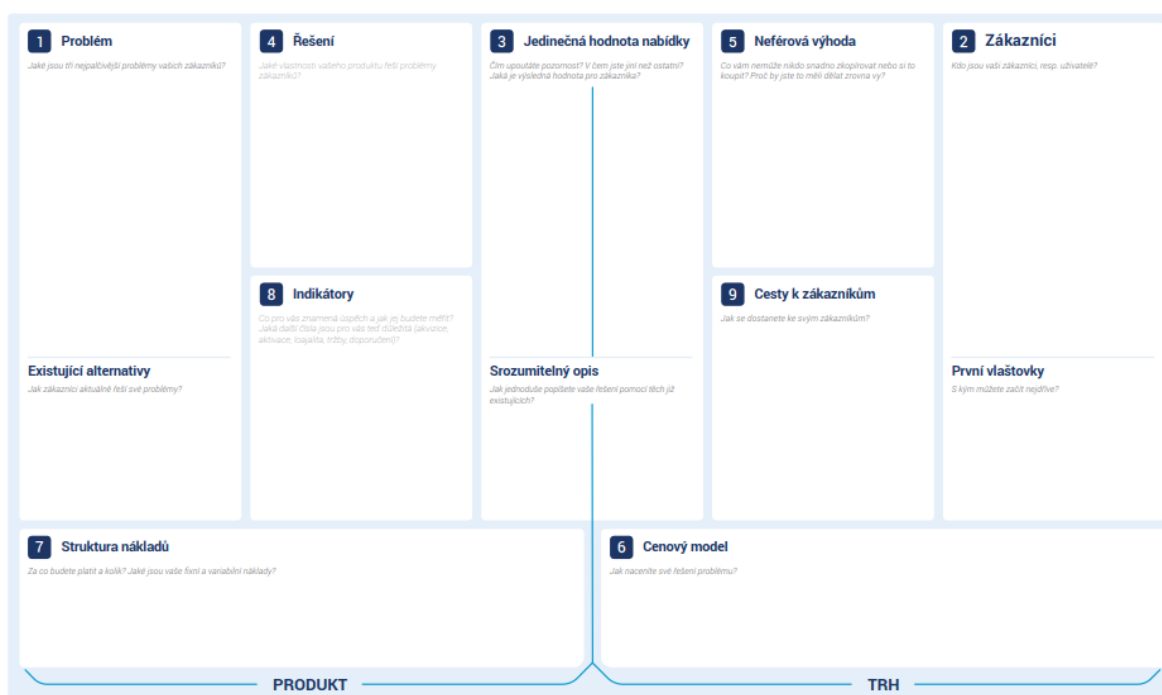 1 Problém
Jaké jsou tři nejpalčivější problémy vašich zákazníků?
Existující alternativy
Jak zákazníci aktuálně řeší své problémy?
4 Řešení
Jaké vlastnosti vašeho produktu řeší problémy
zákazníků?
8 Indikátory
Co pro vás znamená úspěch a jak jej budete měřit?
Jaká další čísla jsou pro vás teď důležitá (akvizice,
aktivace, loajalita, tržby, doporučení)?
3 Jedinečná hodnota nabídky
Čím upoutáte pozornost? V čem jste jiní než ostatní?
Jaká je výsledná hodnota pro zákazníka?
Srozumitelný opis
Jak jednoduše popíšete vaše řešení pomocí těch již
existujících?
5 Neférová výhoda
Co vám nemůže nikdo snadno zkopírovat nebo si to
koupit? Proč by jste to měli dělat zrovna vy?
9 Cesty k zákazníkům
Jak se dostanete ke svým zákazníkům?
2 Zákazníci
Kdo jsou vaši zákazníci, resp. uživatelé?
První vlaštovky
S kým můžete začít nejdříve?
7 Struktura nákladů
Za co budete platit a kolik? Jaké jsou vaše fixní a variabilní náklady?
6 Cenový model
Jak naceníte své řešení problému?
PRODUKT
TRH